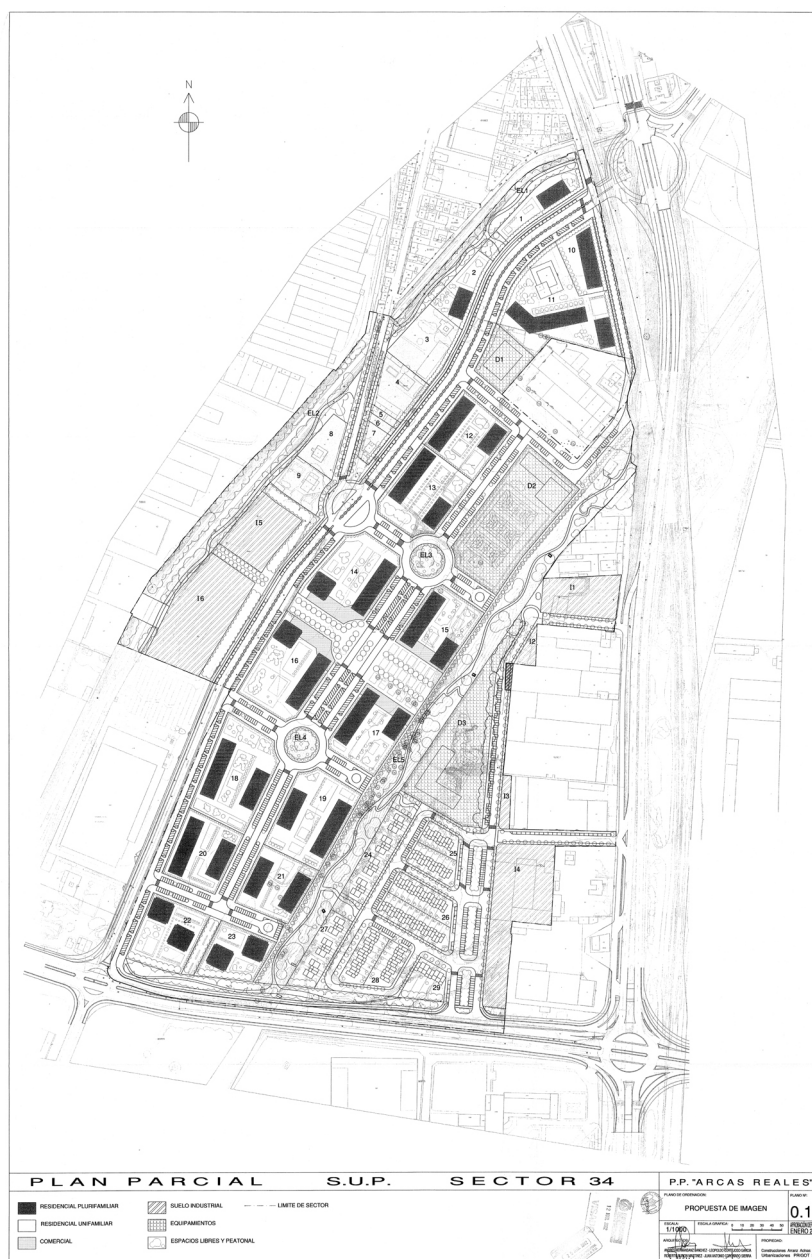 N
EL1
1
10
2
11
3
D1
4
EL2
5
6
7
8
12
9
13
D2
I5
EL3
14
I1
I6
15
I2
16
D3
EL4
17
EL5
18
19
I3
24
20
25
I4
21
26
22
23
27
28
29
PLAN PARCIAL S.U.P. SECTOR 34
P.P. "ARCAS REALES"
RESIDENCIAL PLURIFAMILIAR
RESIDENCIAL UNIFAMILIAR
COMERCIAL
SUELO INDUSTRIAL
EQUIPAMIENTOS
ESPACIOS LIBRES Y PEATONAL
LIMITE DE SECTOR
PLANO DE ORDENACION:
PROPUESTA DE IMAGEN
PLANO Nº:
0.1
ESCALA:
ESCALA GRAFICA:
PROPIEDAD: